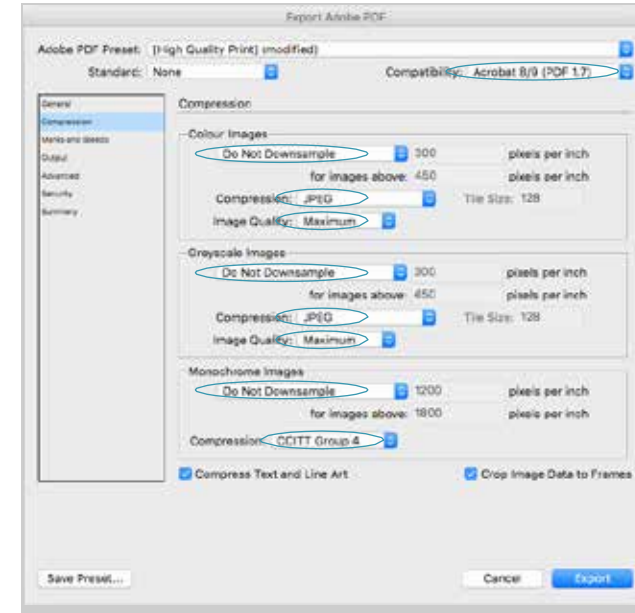 Export Adobe PDF
Adobe PDF Preset: [High Quality Print] (modified)
Standard: None Compatibility: Acrobat 8/9 (PDF 1.7)
General
Compression
Marks and Bleeds
Output
Advanced
Security
Summary
Compression
Colour Images
Do Not Downsample 300 pixels per inch
for images above: 450 pixels per inch
Compression: JPEG Tile Size: 128
Image Quality: Maximum
Greyscale Images
Do Not Downsample 300 pixels per inch
for images above: 450 pixels per inch
Compression: JPEG Tile Size: 128
Image Quality: Maximum
Monochrome Images
Do Not Downsample 1200 pixels per inch
for images above: 1800 pixels per inch
Compression: CCITT Group 4
Compress Text and Line Art Crop Image Data to Frames
Save Preset... Cancel Export